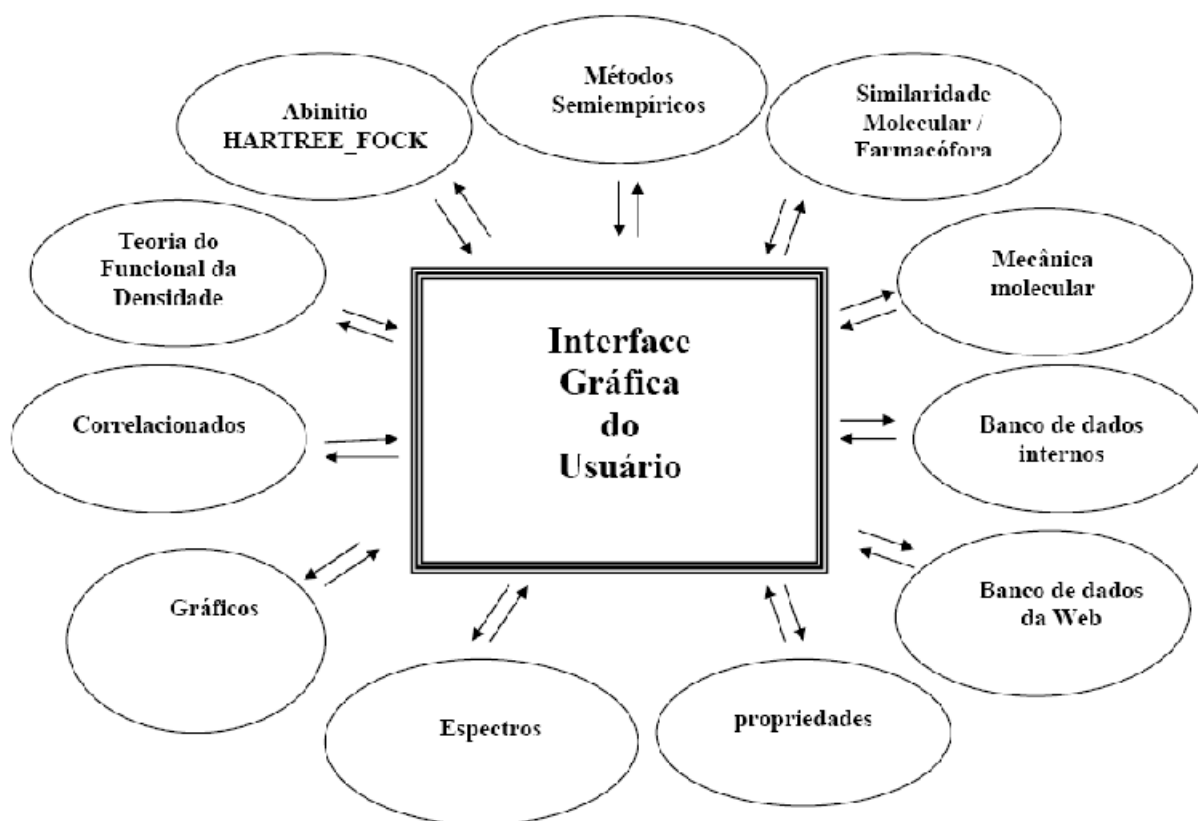 Métodos
Semiempíricos
Similaridade
Molecular /
Farmacófora
Abinitio
HARTREE_FOCK
Teoria do
Funcional da
Densidade
Mecânica
molecular
Interface
Gráfica
do
Usuário
Correlacionados
Banco de dados
internos
Gráficos
Banco de dados
da Web
Espectros
propriedades